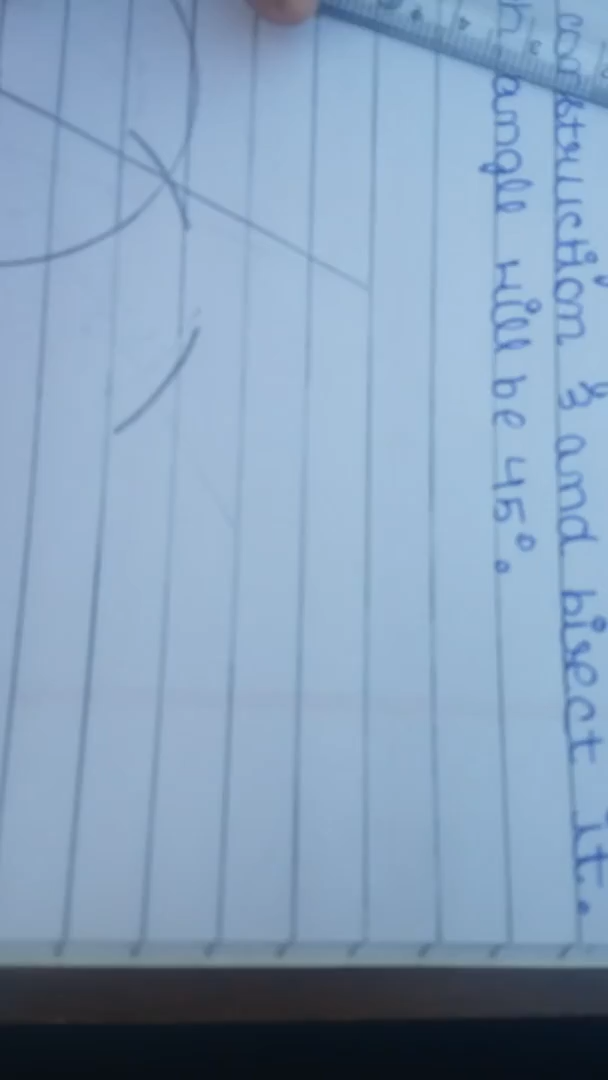 construction 3 and bisect it.
angle will be 45°.